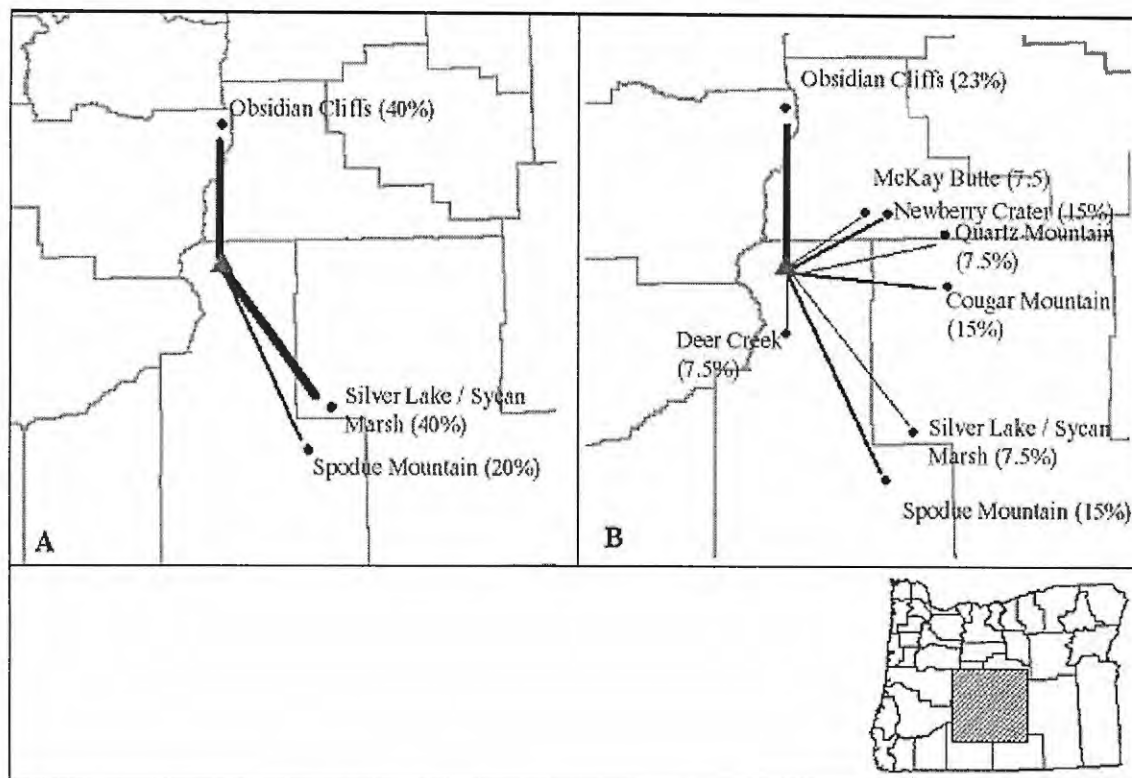 Obsidian Cliffs (40%)
Silver Lake / Sycan
Marsh (40%)
Spodue Mountain (20%)
A
Obsidian Cliffs (23%)
McKay Butte (7.5)
Newberry Crater (15%)
Quartz Mountain
(7.5%)
Cougar Mountain
(15%)
Deer Creek
(7.5%)
Silver Lake / Sycan
Marsh (7.5%)
Spodue Mountain (15%)
B